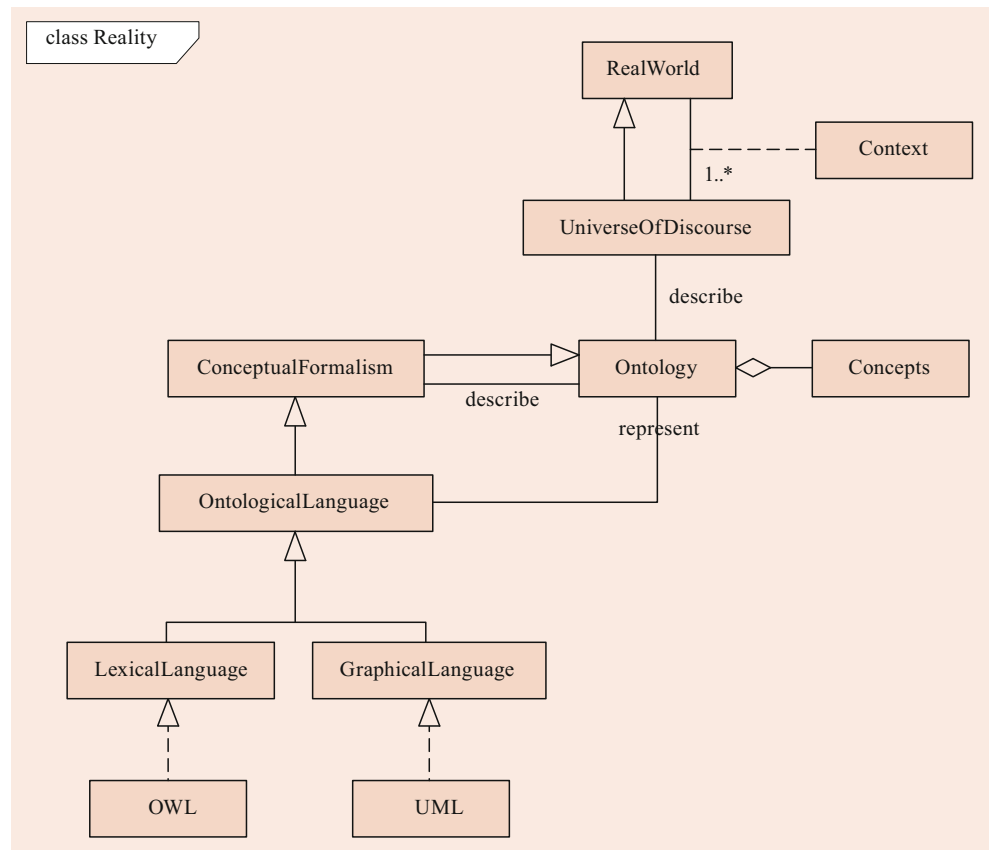 class Reality
RealWorld
Context
1..*
UniverseOfDiscourse
describe
ConceptualFormalism
Ontology
Concepts
describe
represent
OntologicalLanguage
LexicalLanguage
GraphicalLanguage
OWL
UML